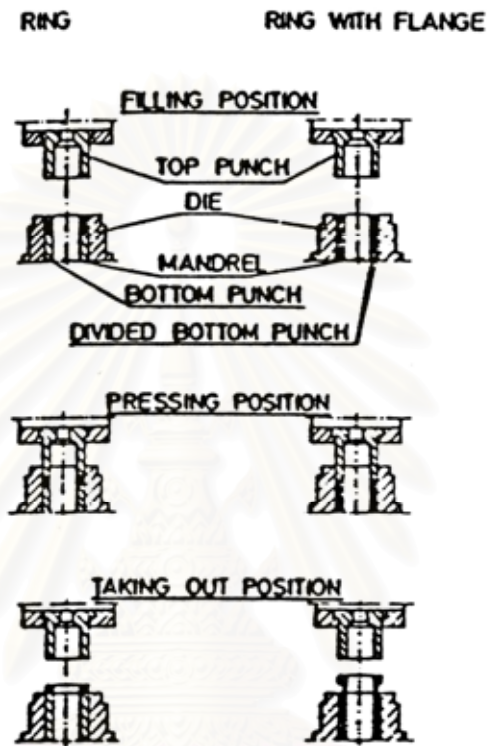 RING RING WITH FLANGE
FILLING POSITION
TOP PUNCH
DIE
MANDREL
BOTTOM PUNCH
DIVIDED BOTTOM PUNCH
PRESSING POSITION
TAKING OUT POSITION